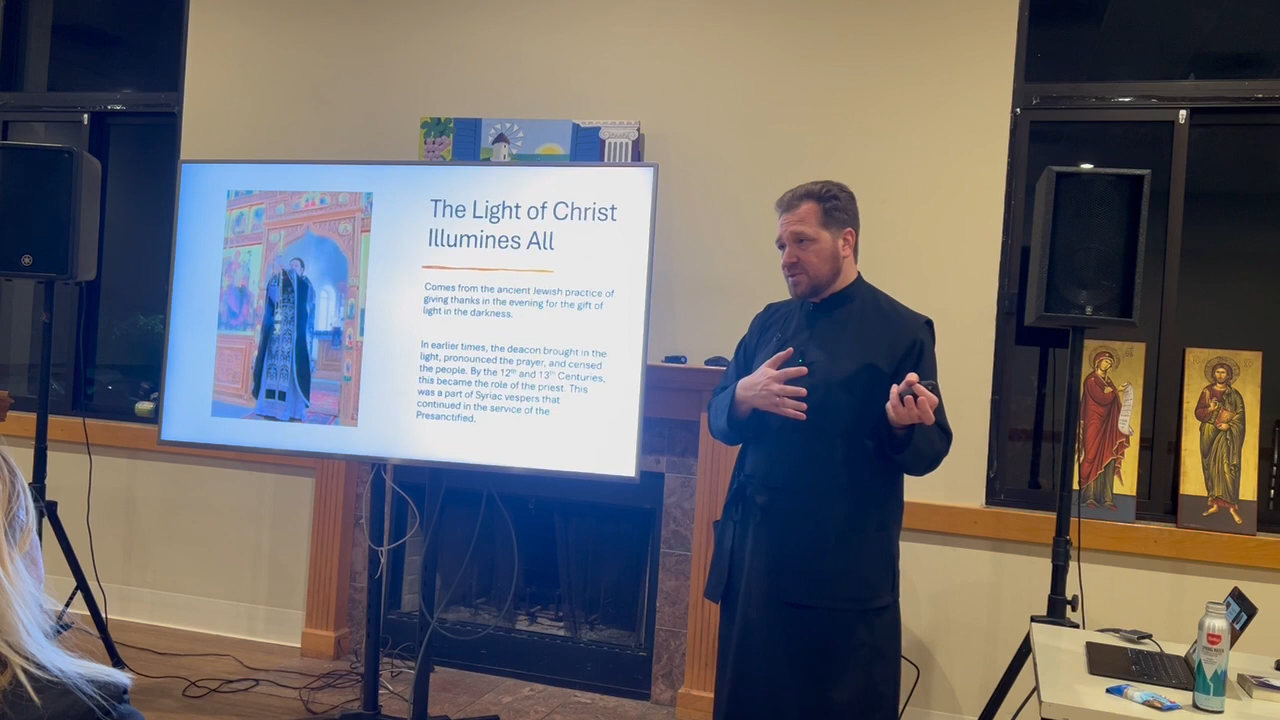 The Light of Christ
Illumines All
Comes from the ancient Jewish practice of
giving thanks in the evening for the gift of
light in the darkness.
In earlier times, the deacon brought in the
light, pronounced the prayer, and censed
the people. By the 12th and 13th Centuries,
this became the role of the priest. This
was a part of Syriac vespers that
continued in the service of the
Presanctified.